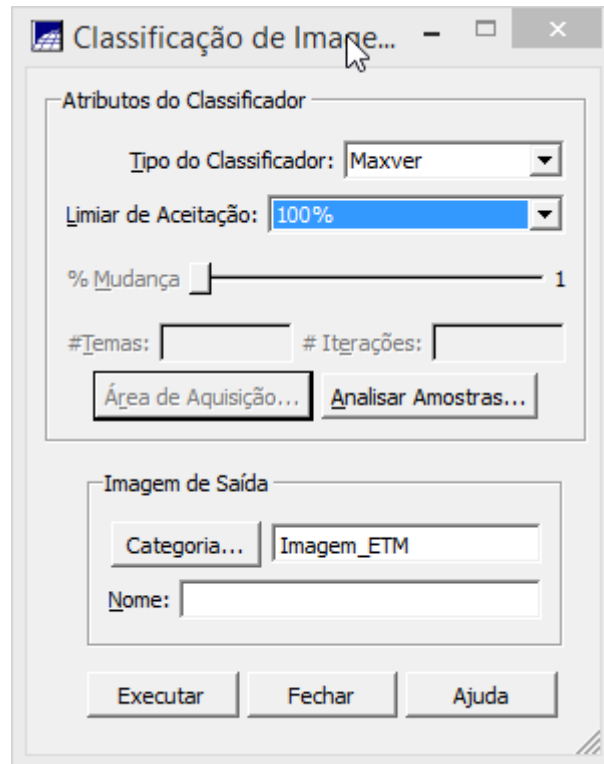 Classificação de Image...
Atributos do Classificador
Tipo do Classificador: Maxver
Limiar de Aceitação: 100%
% Mudança 1
#Temas: # Iterações:
Área de Aquisição... Analisar Amostras...
Imagem de Saída
Categoria... Imagem_ETM
Nome:
Executar Fechar Ajuda